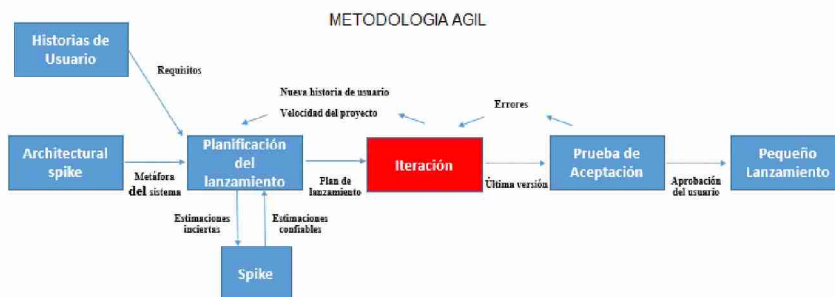 METODOLOGIA AGIL
Historias de
Usuario
Requisitos
Nueva historia de usuario
Velocidad del proyecto
Errores
Architectural
spike
Metáfora
del sistema
Planificación
del
lanzamiento
Plan de
lanzamiento
Iteración
Última versión
Prueba de
Aceptación
Aprobación
del usuario
Pequeño
Lanzamiento
Estimaciones
inciertas
Estimaciones
confiables
Spike